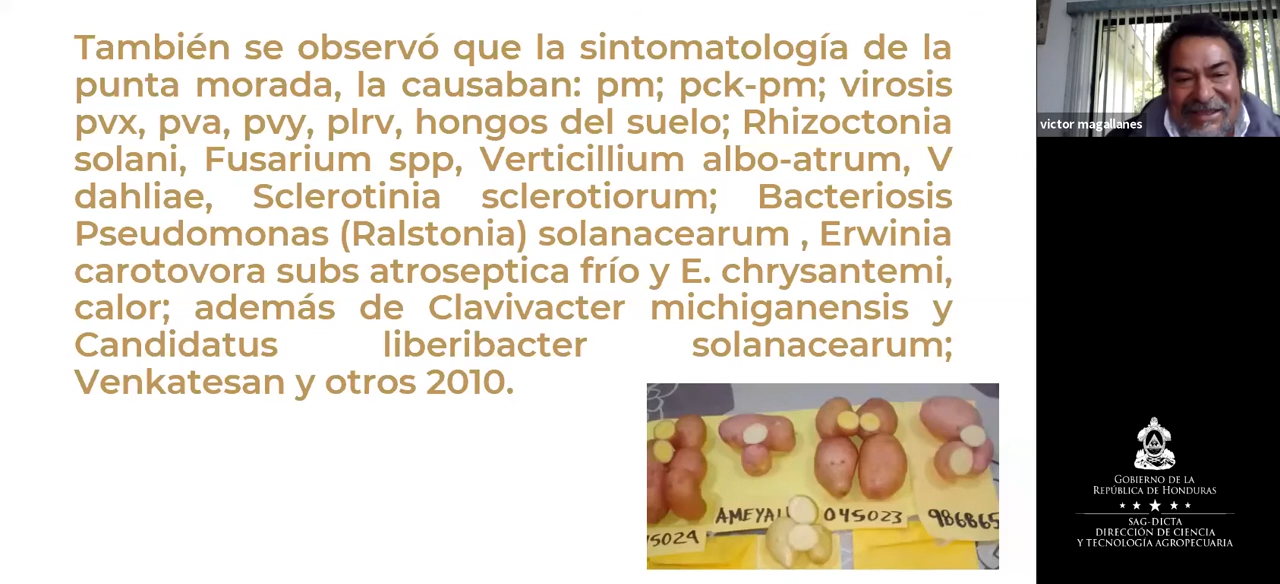 También se observó que la sintomatología de la
punta morada, la causaban: pm; pck-pm; virosis
pvx, pva, pvy, plrv, hongos del suelo; Rhizoctonia
solani, Fusarium spp, Verticillium albo-atrum, V
dahliae, Sclerotinia sclerotiorum; Bacteriosis
Pseudomonas (Ralstonia) solanacearum , Erwinia
carotovora subs atroseptica frío y E. chrysantemi,
calor; además de Clavivacter michiganensis y
Candidatus liberibacter solanacearum;
Venkatesan y otros 2010.
AMEYAL
045023
986865
5024
victor magallanes
GOBIERNO DE LA
REPÚBLICA DE HONDURAS
SAG-DICTA
DIRECCIÓN DE CIENCIA
Y TECNOLOGÍA AGROPECUARIA